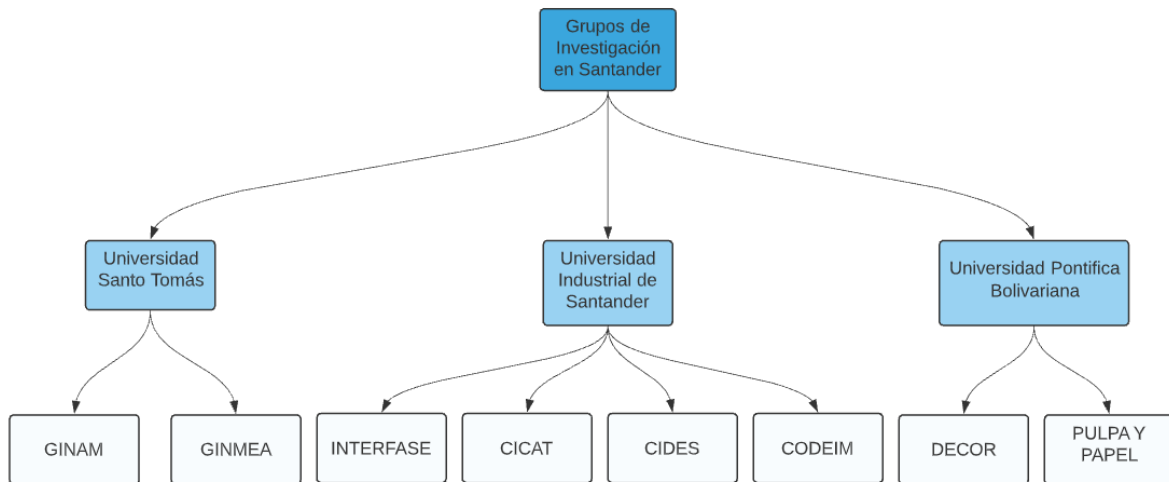 Grupos de
Investigación
en Santander
Universidad
Santo Tomás
Universidad
Industrial de
Santander
Universidad Pontifica
Bolivariana
GINAM
GINMEA
INTERFASE
CICAT
CIDES
CODEIM
DECOR
PULPA Y
PAPEL